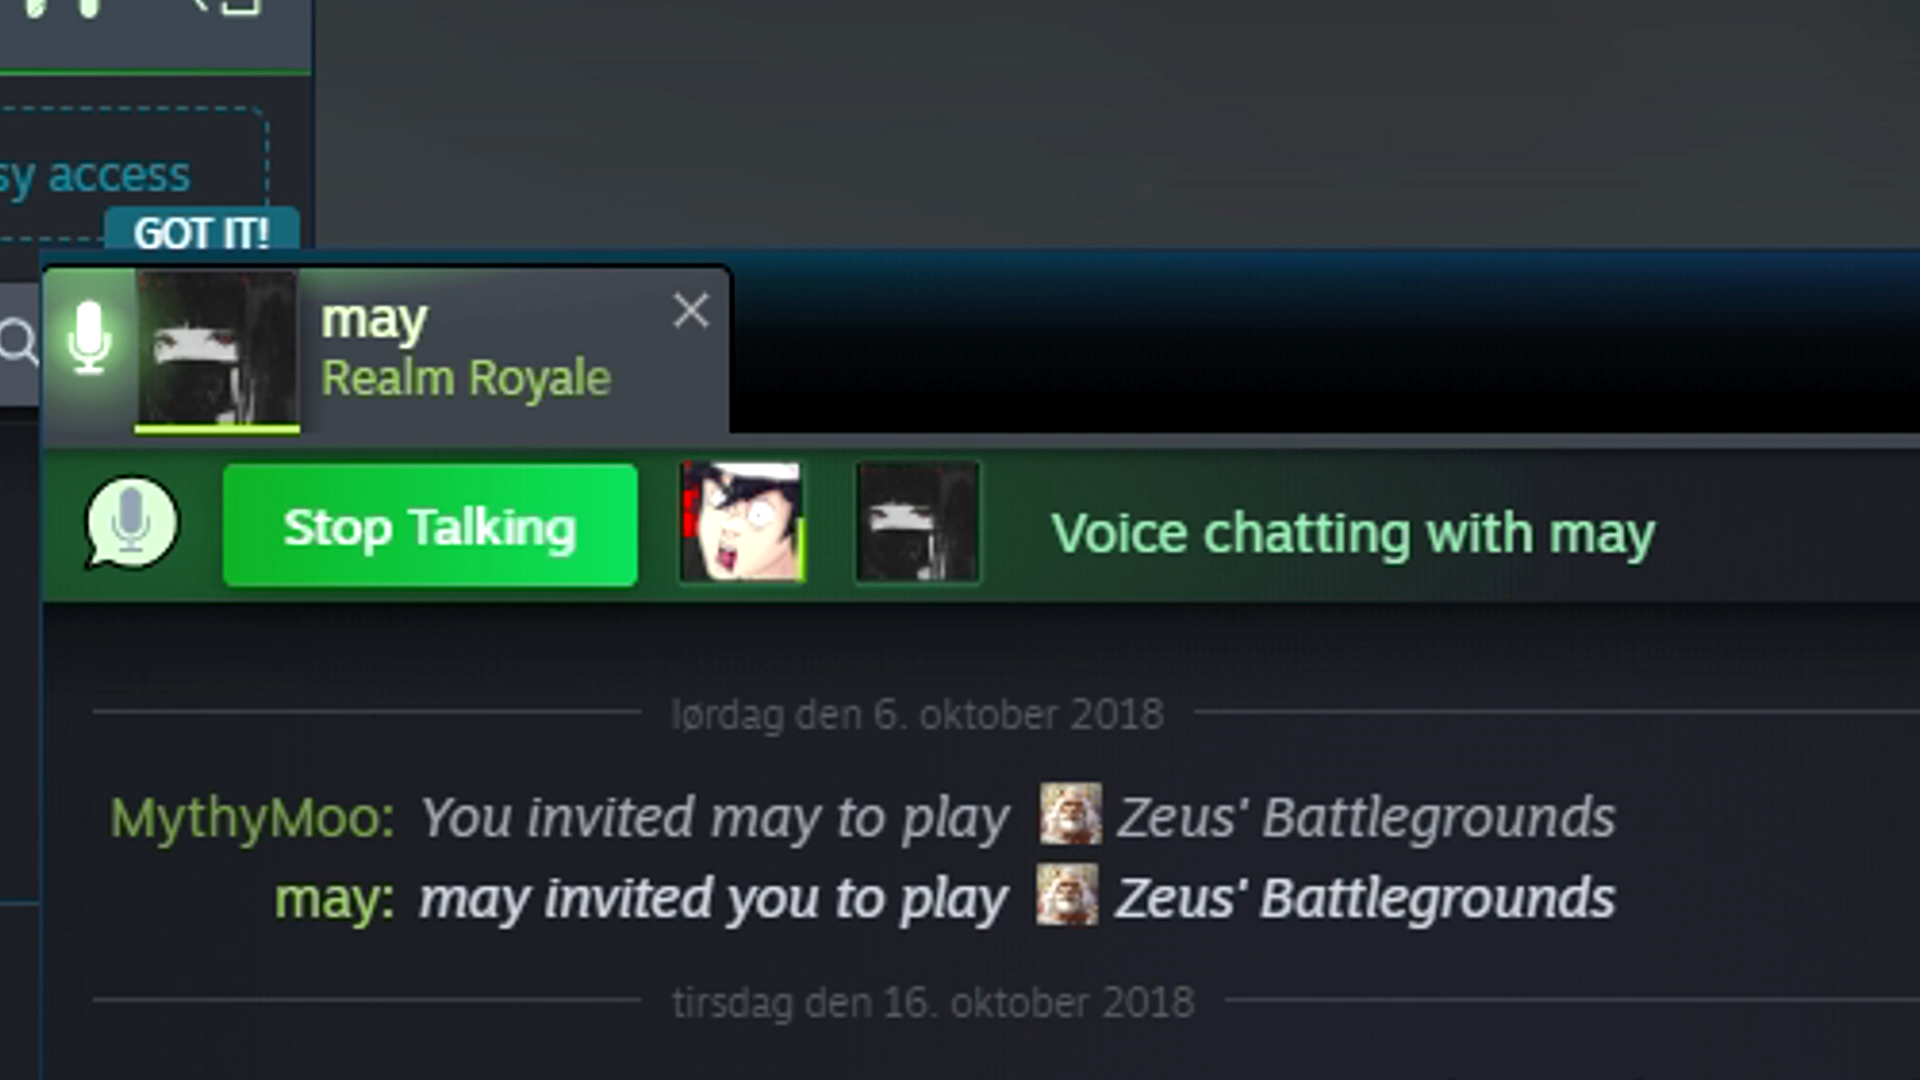 sy access
GOT IT!
may
Realm Royale
Stop Talking
Voice chatting with may
lørdag den 6. oktober 2018
MythyMoo: You invited may to play Zeus' Battlegrounds
may: may invited you to play Zeus' Battlegrounds
tirsdag den 16. oktober 2018